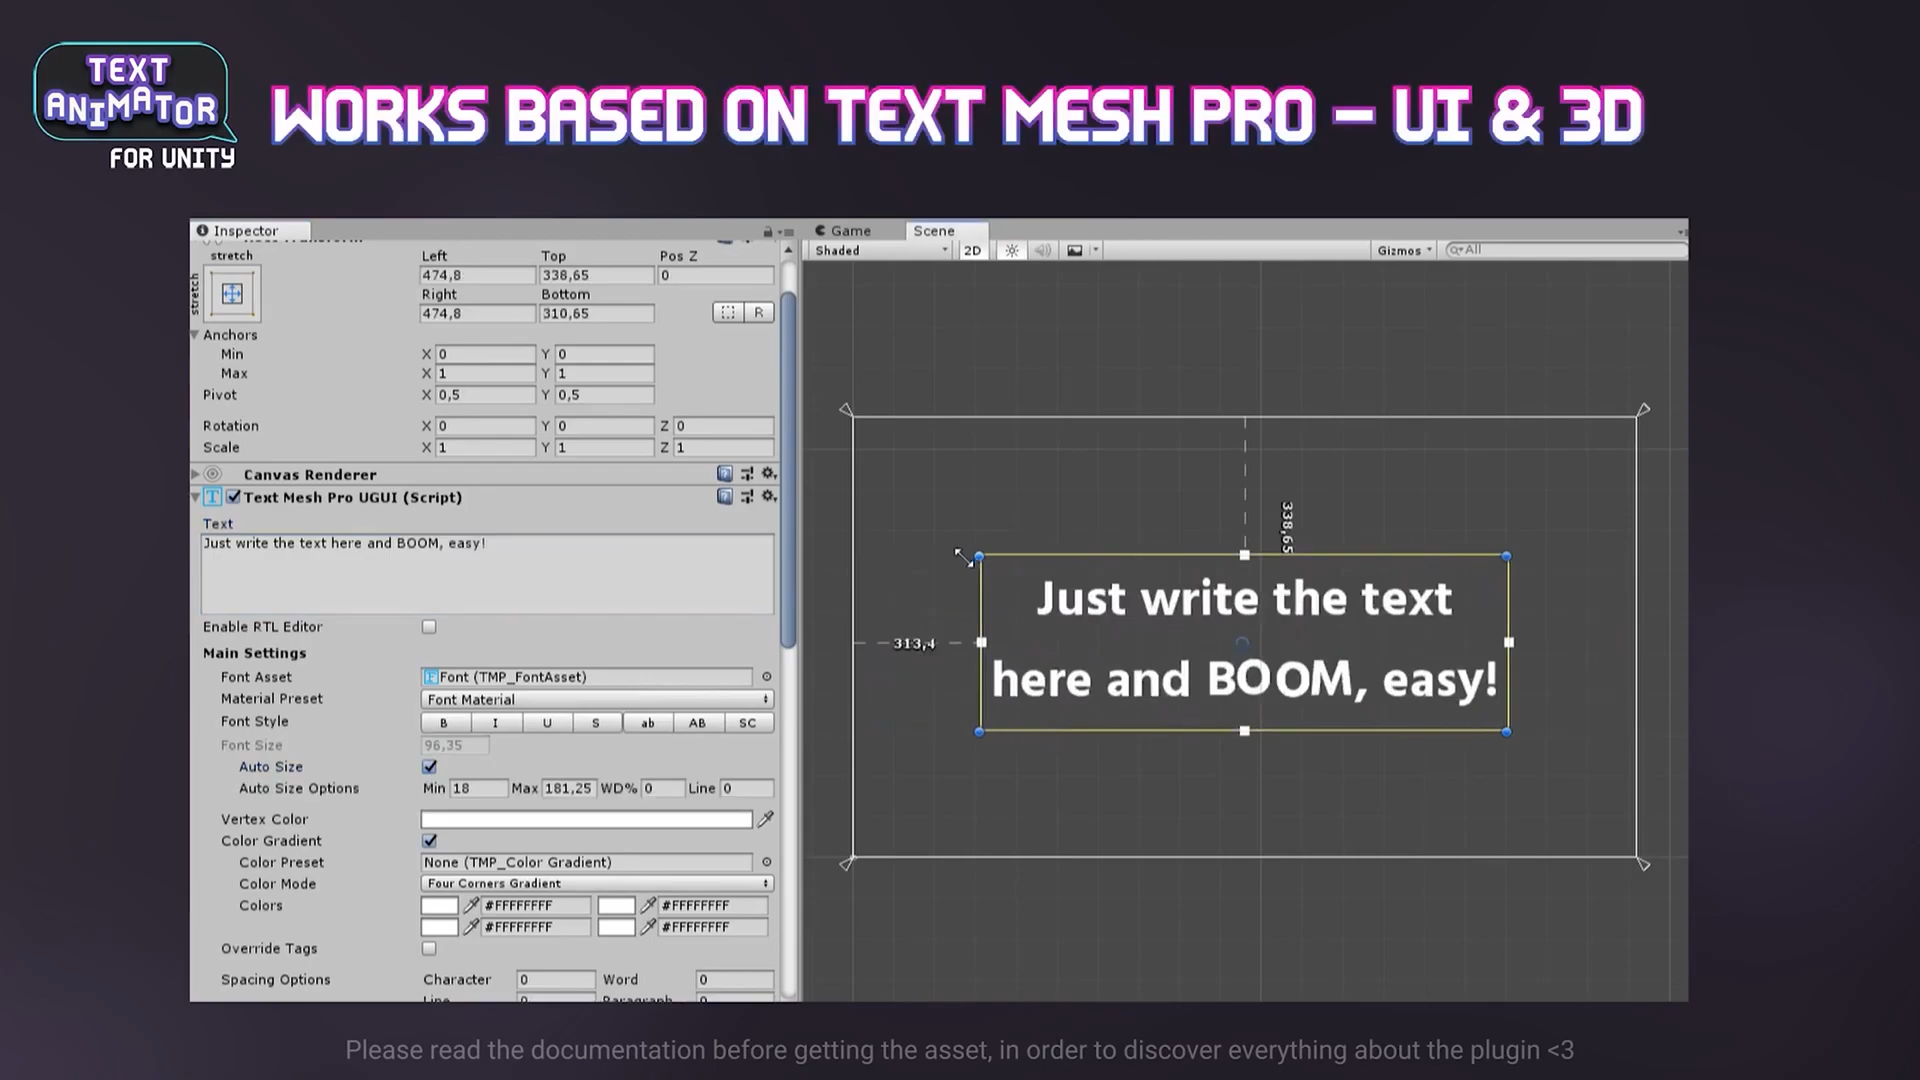 TEXT
ANIMATOR
FOR UNITY
WORKS BASED ON TEXT MESH PRO - UI & 3D
Inspector
stretch
stretch
Left Top Pos Z
474,8 338,65 0
Right Bottom
474,8 310,65 R
Anchors
Min X 0 Y 0
Max X 1 Y 1
Pivot X 0,5 Y 0,5
Rotation X 0 Y 0 Z 0
Scale X 1 Y 1 Z 1
Canvas Renderer
Text Mesh Pro UGUI (Script)
Text
Just write the text here and BOOM, easy!
Enable RTL Editor
Main Settings
Font Asset Font (TMP_FontAsset)
Material Preset Font Material
Font Style B I U S ab AB SC
Font Size 96,35
Auto Size
Auto Size Options Min 18 Max 181,25 WD% 0 Line 0
Vertex Color
Color Gradient
Color Preset None (TMP_Color Gradient)
Color Mode Four Corners Gradient
Colors #FFFFFFFF #FFFFFFFF
#FFFFFFFF #FFFFFFFF
Override Tags
Spacing Options Character 0 Word 0
Line 0 Paragraph 0
Game Scene
Shaded 2D Gizmos All
338,65
313,4
Just write the text
here and BOOM, easy!
Please read the documentation before getting the asset, in order to discover everything about the plugin <3